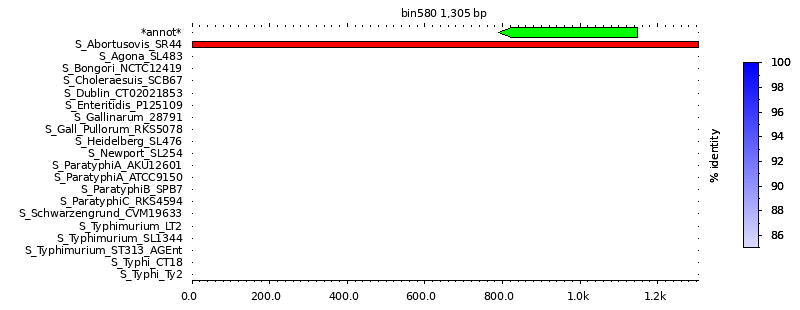 bin580 1,305 bp
*annot*
S_Abortusovis_SR44
S_Agona_SL483
S_Bongori_NCTC12419
S_Choleraesuis_SCB67
S_Dublin_CT02021853
S_Enteritidis_P125109
S_Gallinarum_28791
S_Gall_Pullorum_RKS5078
S_Heidelberg_SL476
S_Newport_SL254
S_ParatyphiA_AKU12601
S_ParatyphiA_ATCC9150
S_ParatyphiB_SPB7
S_ParatyphiC_RKS4594
S_Schwarzengrund_CVM19633
S_Typhimurium_LT2
S_Typhimurium_SL1344
S_Typhimurium_ST313_AGEnt
S_Typhi_CT18
S_Typhi_Ty2
0.0 200.0 400.0 600.0 800.0 1.0k 1.2k
% identity
100
98
96
94
92
90
88
86